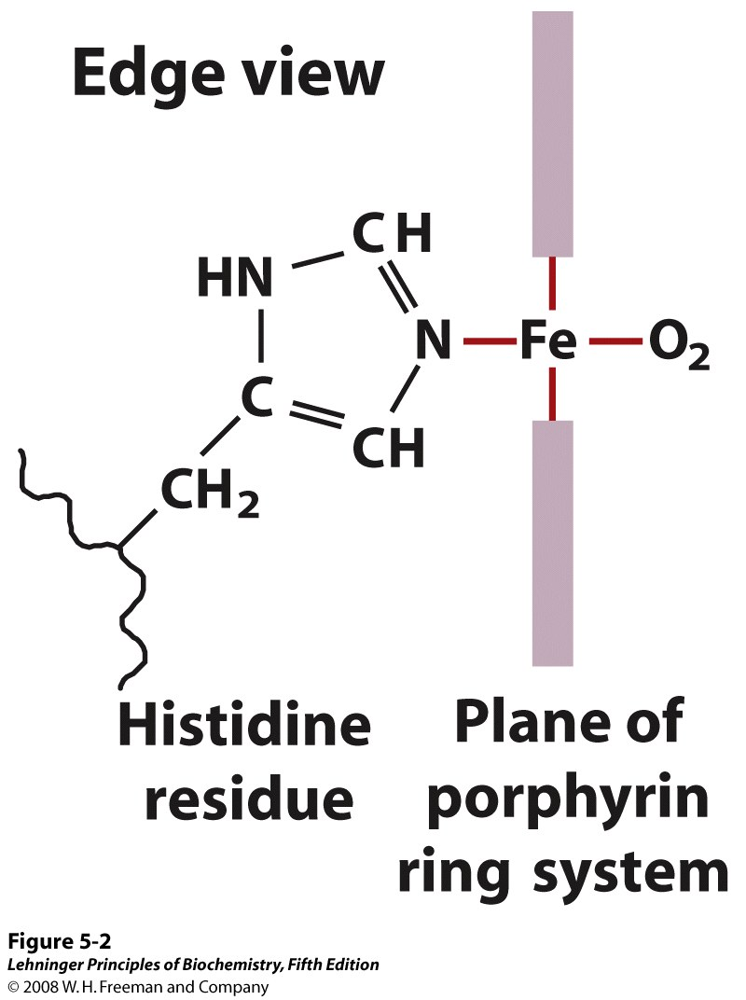 Edge view
CH
HN
N
Fe
O2
C
CH
CH2
Histidine
residue
Plane of
porphyrin
ring system
Figure 5-2
Lehninger Principles of Biochemistry, Fifth Edition
© 2008 W. H. Freeman and Company